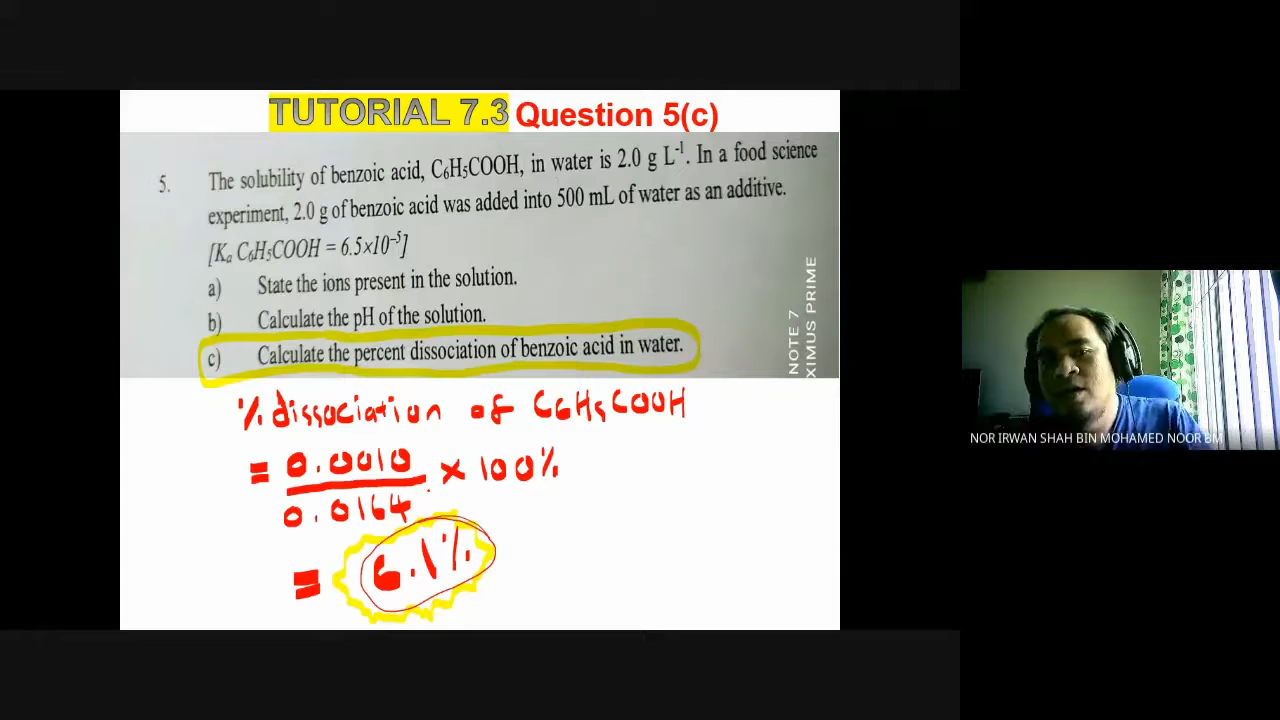 TUTORIAL 7.3 Question 5(c)
5. The solubility of benzoic acid, C₆H₅COOH, in water is 2.0 g L⁻¹. In a food science
experiment, 2.0 g of benzoic acid was added into 500 mL of water as an additive.
[Kₐ C₆H₅COOH = 6.5×10⁻⁵]
a) State the ions present in the solution.
b) Calculate the pH of the solution.
c) Calculate the percent dissociation of benzoic acid in water.
NOTE 7
XIMUS PRIME
% dissociation of C6H5COOH
= 0.0010
0.0164
× 100%
= 6.1%
NOR IRWAN SHAH BIN MOHAMED NOOR BM